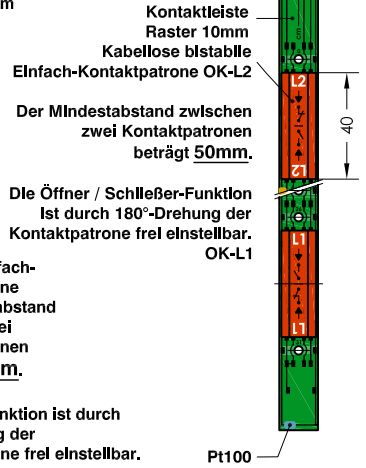 m
Kontaktleiste
Raster 10mm
Kabellose bistabile
Einfach-Kontaktpatrone OK-L2
Der Mindestabstand zwischen
zwei Kontaktpatronen
beträgt 50mm.
Die Öffner / Schließer-Funktion
ist durch 180°-Drehung der
Kontaktpatrone frei einstellbar.
OK-L1
fach-
ne
abstand
ei
nen
m.
nktion ist durch
g der
ne frei einstellbar.
Pt100
cm
L2
L2
40
L1
L1